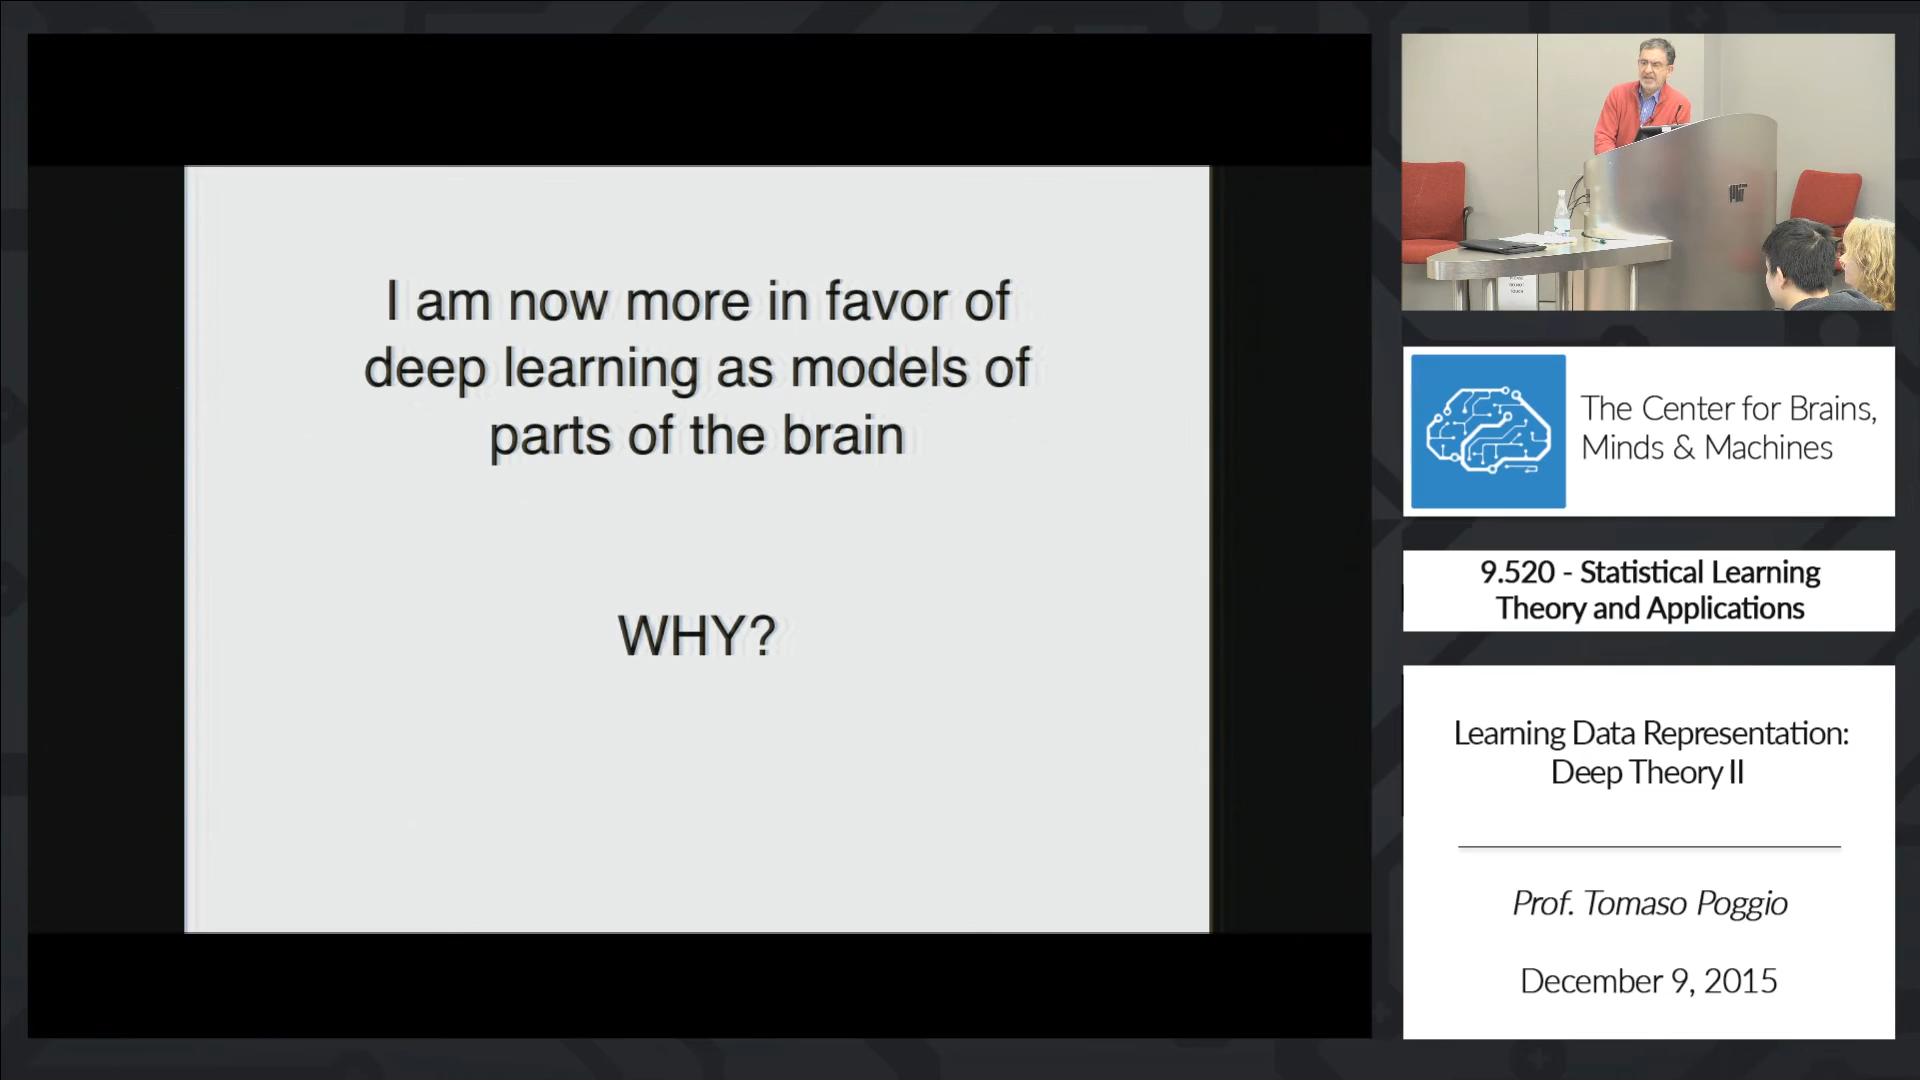 I am now more in favor of
deep learning as models of
parts of the brain
WHY?
MIT
The Center for Brains,
Minds & Machines
9.520 - Statistical Learning
Theory and Applications
Learning Data Representation:
Deep Theory II
Prof. Tomaso Poggio
December 9, 2015